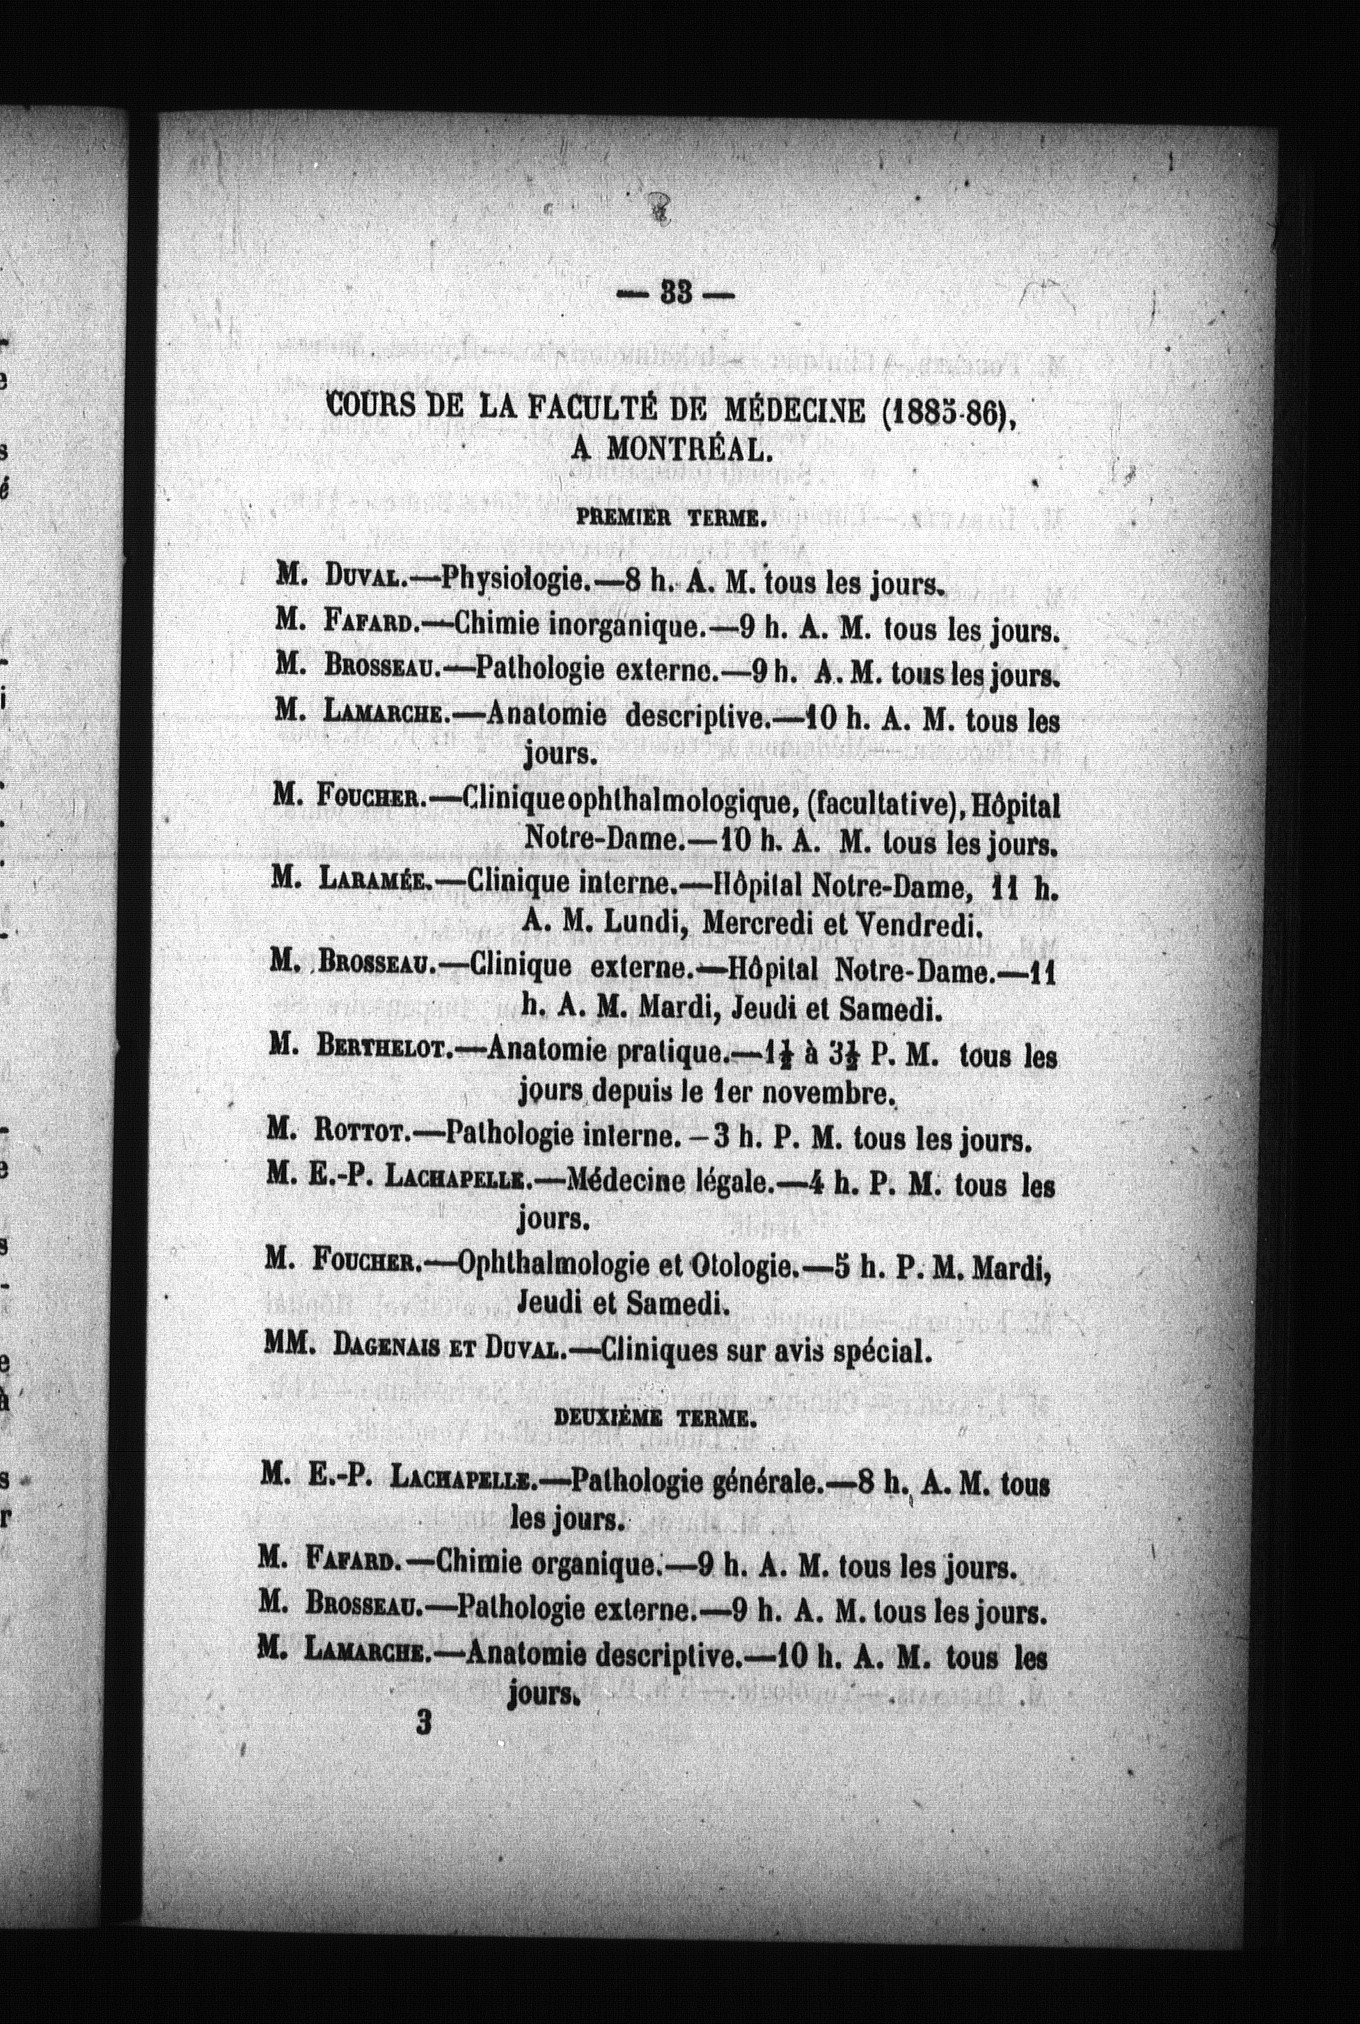 — 33 —
COURS DE LA FACULTÉ DE MÉDECINE (1885-86),
A MONTRÉAL.
PREMIER TERME.
M. DUVAL.—Physiologie.—8 h. A. M. tous les jours.
M. FAFARD.—Chimie inorganique.—9 h. A. M. tous les jours.
M. BROSSEAU.—Pathologie externe.—9 h. A. M. tous les jours.
M. LAMARCHE.—Anatomie descriptive.—10 h. A. M. tous les
jours.
M. FOUCHER.—Clinique ophthalmologique, (facultative), Hôpital
Notre-Dame.—10 h. A. M. tous les jours.
M. LARAMÉE.—Clinique interne.—Hôpital Notre-Dame, 11 h.
A. M. Lundi, Mercredi et Vendredi.
M. BROSSEAU.—Clinique externe.—Hôpital Notre-Dame.—11
h. A. M. Mardi, Jeudi et Samedi.
M. BERTHELOT.—Anatomie pratique.—1½ à 3½ P. M. tous les
jours depuis le 1er novembre.
M. ROTTOT.—Pathologie interne.—3 h. P. M. tous les jours.
M. E.-P. LACHAPELLE.—Médecine légale.—4 h. P. M. tous les
jours.
M. FOUCHER.—Ophthalmologie et Otologie.—5 h. P. M. Mardi,
Jeudi et Samedi.
MM. DAGENAIS ET DUVAL.—Cliniques sur avis spécial.
DEUXIÈME TERME.
M. E.-P. LACHAPELLE.—Pathologie générale.—8 h. A. M. tous
les jours.
M. FAFARD.—Chimie organique.—9 h. A. M. tous les jours.
M. BROSSEAU.—Pathologie externe.—9 h. A. M. tous les jours.
M. LAMARCHE.—Anatomie descriptive.—10 h. A. M. tous les
jours.
3